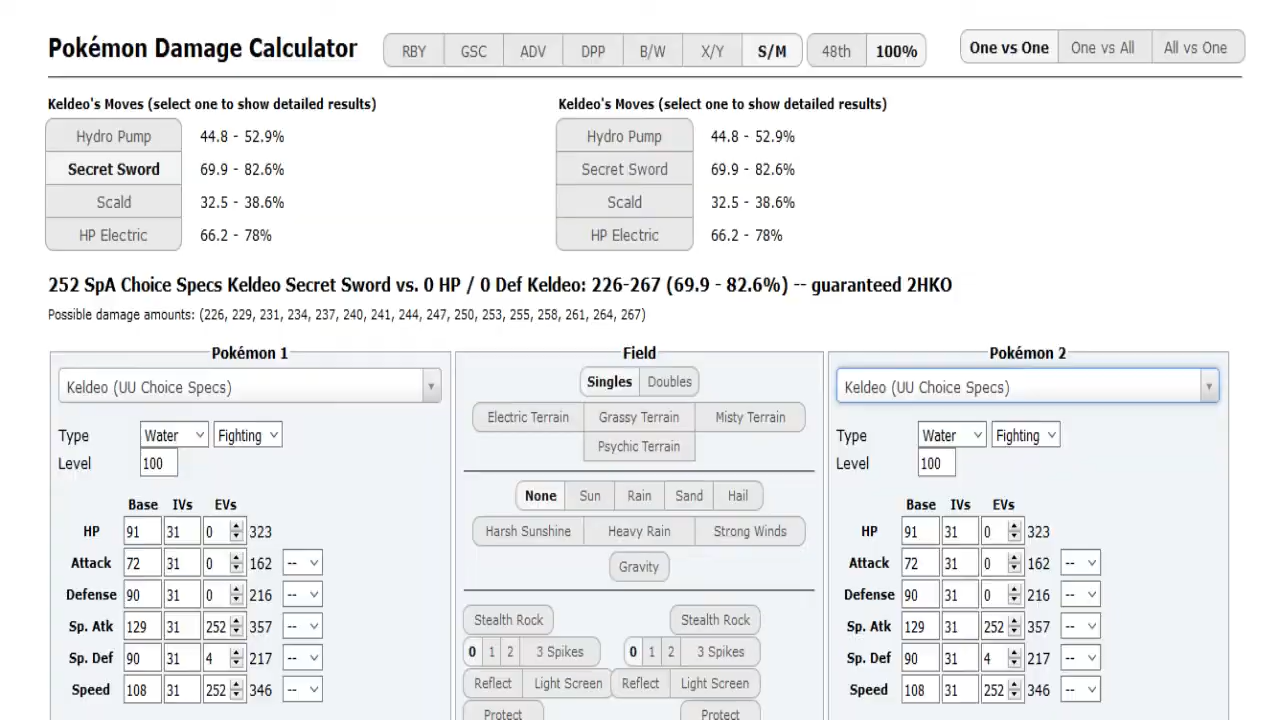 Pokémon Damage Calculator
RBY GSC ADV DPP B/W X/Y S/M 48th 100% One vs One One vs All All vs One
Keldeo's Moves (select one to show detailed results) Keldeo's Moves (select one to show detailed results)
Hydro Pump 44.8 - 52.9% Hydro Pump 44.8 - 52.9%
Secret Sword 69.9 - 82.6% Secret Sword 69.9 - 82.6%
Scald 32.5 - 38.6% Scald 32.5 - 38.6%
HP Electric 66.2 - 78% HP Electric 66.2 - 78%
252 SpA Choice Specs Keldeo Secret Sword vs. 0 HP / 0 Def Keldeo: 226-267 (69.9 - 82.6%) -- guaranteed 2HKO
Possible damage amounts: (226, 229, 231, 234, 237, 240, 241, 244, 247, 250, 253, 255, 258, 261, 264, 267)
Pokémon 1
Keldeo (UU Choice Specs)
Type Water Fighting
Level 100
Base IVs EVs
HP 91 31 0 323
Attack 72 31 0 162 --
Defense 90 31 0 216 --
Sp. Atk 129 31 252 357 --
Sp. Def 90 31 4 217 --
Speed 108 31 252 346 --
Field
Singles Doubles
Electric Terrain Grassy Terrain Misty Terrain
Psychic Terrain
None Sun Rain Sand Hail
Harsh Sunshine Heavy Rain Strong Winds
Gravity
Stealth Rock Stealth Rock
0 1 2 3 Spikes 0 1 2 3 Spikes
Reflect Light Screen Reflect Light Screen
Protect Protect
Pokémon 2
Keldeo (UU Choice Specs)
Type Water Fighting
Level 100
Base IVs EVs
HP 91 31 0 323
Attack 72 31 0 162 --
Defense 90 31 0 216 --
Sp. Atk 129 31 252 357 --
Sp. Def 90 31 4 217 --
Speed 108 31 252 346 --